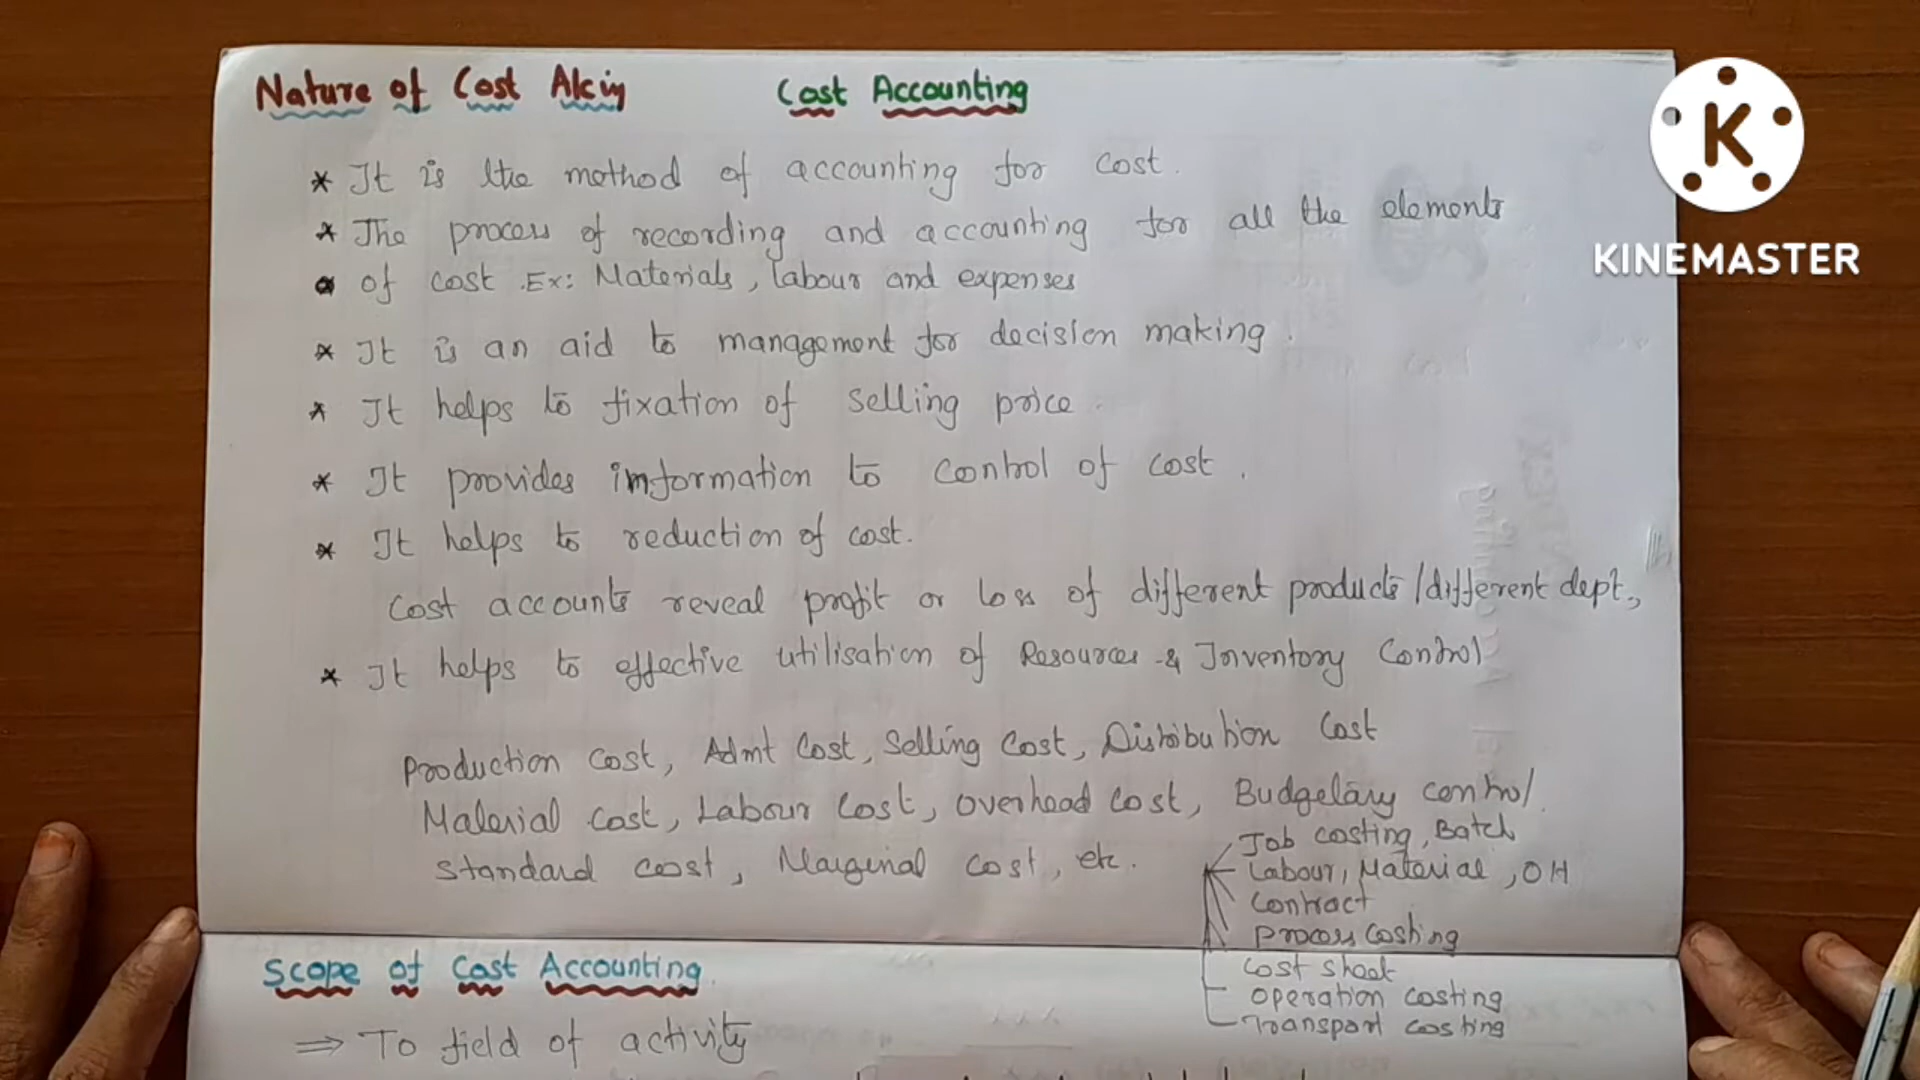 Nature of Cost A/cing
Cost Accounting
* It is the method of accounting for cost.
* The process of recording and accounting for all the elements
of cost. Ex: Materials, labour and expenses
* It is an aid to management for decision making.
* It helps to fixation of selling price.
* It provides information to control of cost.
* It helps to reduction of cost.
Cost accounts reveal profit or loss of different products/different dept.,
* It helps to effective utilisation of Resources & Inventory Control
Production Cost, Admt Cost, Selling Cost, Distribution Cost
Material Cost, Labour Cost, Overhead Cost, Budgetary control.
Standard cost, Marginal cost, etc.
Job costing, Batch
Labour, Material, OH
Contract
Process costing
Cost sheet
Operation costing
Transport costing
Scope of Cost Accounting.
⇒ To field of activity
K
KINEMASTER